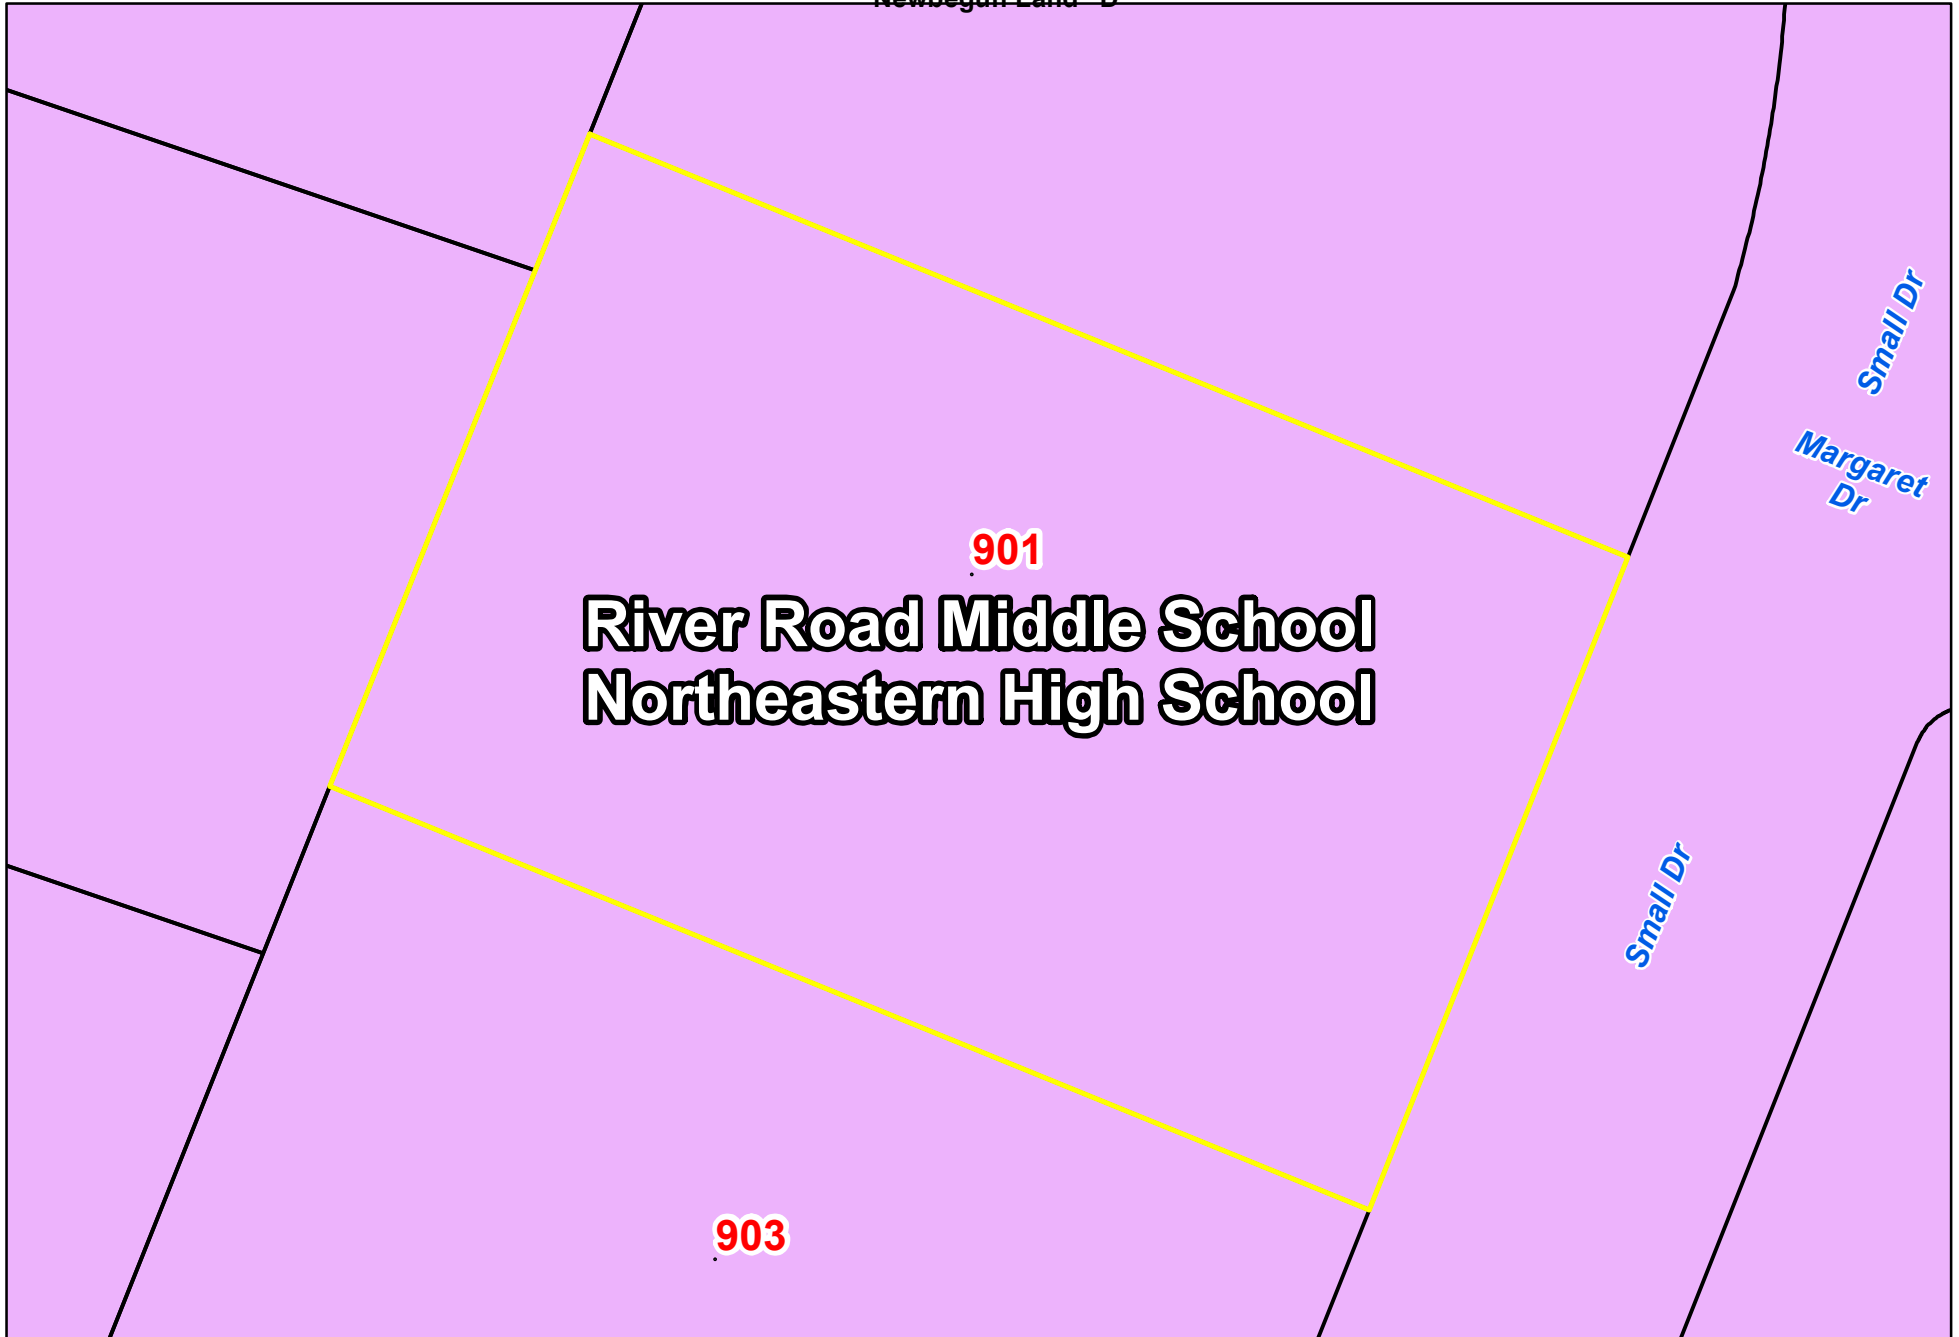 Small Dr
Margaret
Dr
901
River Road Middle School
Northeastern High School
Small Dr
903